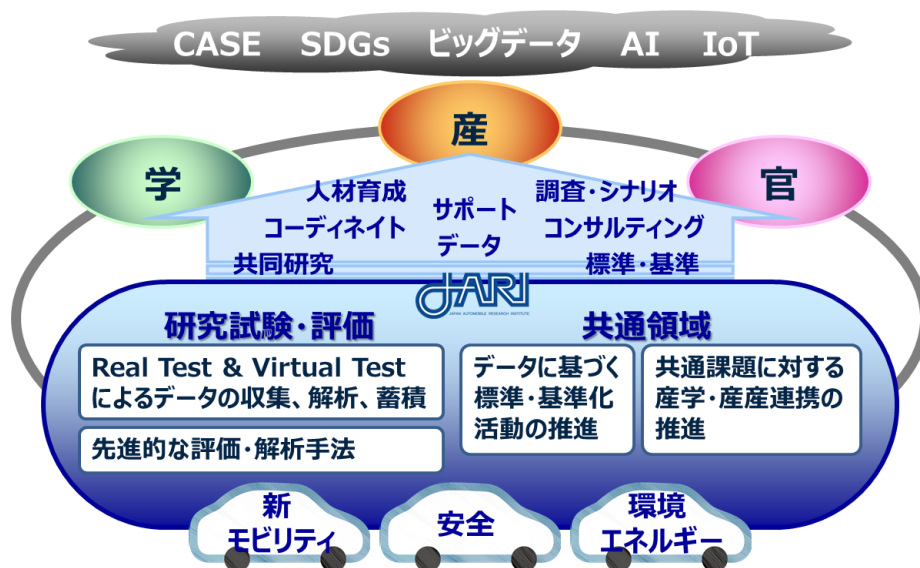 CASE SDGs ビッグデータ AI IoT
産
学
官
人材育成
コーディネイト
共同研究
サポート
データ
調査・シナリオ
コンサルティング
標準・基準
JARI
JAPAN AUTOMOBILE RESEARCH INSTITUTE
研究試験・評価
Real Test & Virtual Test
によるデータの収集、解析、蓄積
先進的な評価・解析手法
共通領域
データに基づく
標準・基準化
活動の推進
共通課題に対する
産学・産産連携の
推進
新
モビリティ
安全
環境
エネルギー